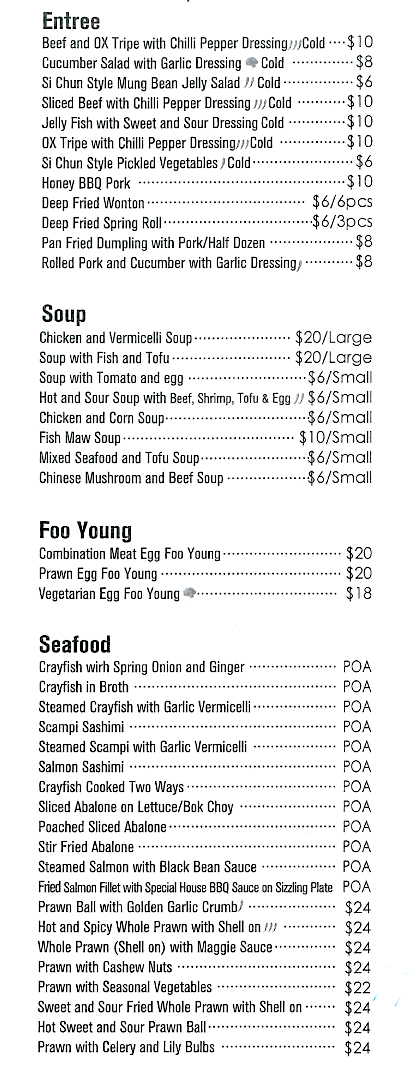 Entree
Beef and OX Tripe with Chilli Pepper Dressing Cold ···· $10
Cucumber Salad with Garlic Dressing Cold ············ $8
Si Chun Style Mung Bean Jelly Salad Cold ·············· $6
Sliced Beef with Chilli Pepper Dressing Cold ··········· $10
Jelly Fish with Sweet and Sour Dressing Cold ··········· $10
OX Tripe with Chilli Pepper Dressing Cold ············ $10
Si Chun Style Pickled Vegetables Cold ···················· $6
Honey BBQ Pork ·········································· $10
Deep Fried Wonton ································ $6/6pcs
Deep Fried Spring Roll ······························ $6/3pcs
Pan Fried Dumpling with Pork/Half Dozen ·················· $8
Rolled Pork and Cucumber with Garlic Dressing ·········· $8
Soup
Chicken and Vermicelli Soup ···················· $20/Large
Soup with Fish and Tofu ························· $20/Large
Soup with Tomato and egg ························ $6/Small
Hot and Sour Soup with Beef, Shrimp, Tofu & Egg $6/Small
Chicken and Corn Soup ···························· $6/Small
Fish Maw Soup ··································· $10/Small
Mixed Seafood and Tofu Soup ····················· $6/Small
Chinese Mushroom and Beef Soup ················· $6/Small
Foo Young
Combination Meat Egg Foo Young ························ $20
Prawn Egg Foo Young ···································· $20
Vegetarian Egg Foo Young ····························· $18
Seafood
Crayfish wirh Spring Onion and Ginger ··················· POA
Crayfish in Broth ········································· POA
Steamed Crayfish with Garlic Vermicelli ················· POA
Scampi Sashimi ········································· POA
Steamed Scampi with Garlic Vermicelli ················· POA
Salmon Sashimi ········································· POA
Crayfish Cooked Two Ways ······························ POA
Sliced Abalone on Lettuce/Bok Choy ···················· POA
Poached Sliced Abalone ································· POA
Stir Fried Abalone ······································· POA
Steamed Salmon with Black Bean Sauce ················ POA
Fried Salmon Fillet with Special House BBQ Sauce on Sizzling Plate POA
Prawn Ball with Golden Garlic Crumb ···················· $24
Hot and Spicy Whole Prawn with Shell on ············ $24
Whole Prawn (Shell on) with Maggie Sauce ············· $24
Prawn with Cashew Nuts ································ $24
Prawn with Seasonal Vegetables ························· $22
Sweet and Sour Fried Whole Prawn with Shell on ······ $24
Hot Sweet and Sour Prawn Ball ·························· $24
Prawn with Celery and Lily Bulbs ······················· $24